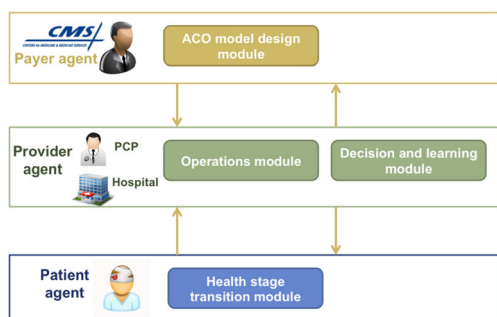 CMS
CENTERS for MEDICARE & MEDICAID SERVICES
Payer agent
ACO model design
module
Provider
agent
PCP
Hospital
Operations module
Decision and learning
module
Patient
agent
Health stage
transition module